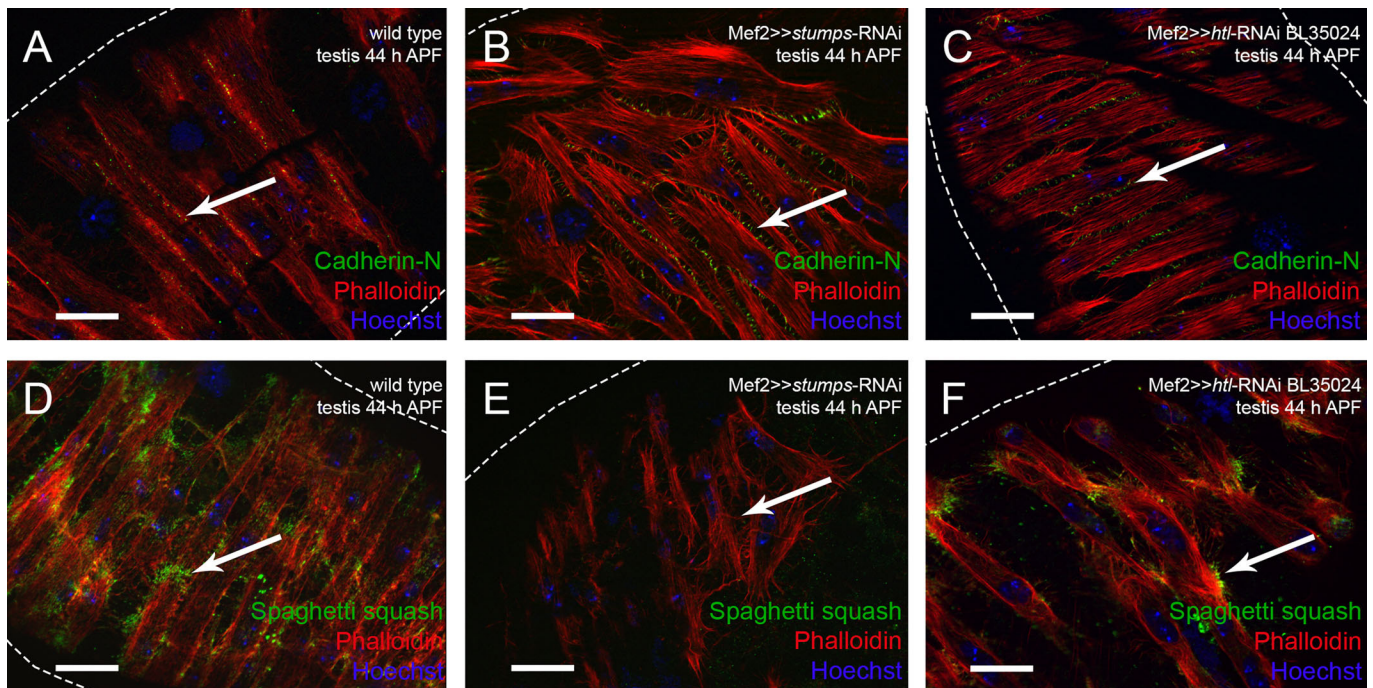 A
wild type
testis 44 h APF
Cadherin-N
Phalloidin
Hoechst
B
Mef2>>stumps-RNAi
testis 44 h APF
Cadherin-N
Phalloidin
Hoechst
C
Mef2>>htl-RNAi BL35024
testis 44 h APF
Cadherin-N
Phalloidin
Hoechst
D
wild type
testis 44 h APF
Spaghetti squash
Phalloidin
Hoechst
E
Mef2>>stumps-RNAi
testis 44 h APF
Spaghetti squash
Phalloidin
Hoechst
F
Mef2>>htl-RNAi BL35024
testis 44 h APF
Spaghetti squash
Phalloidin
Hoechst